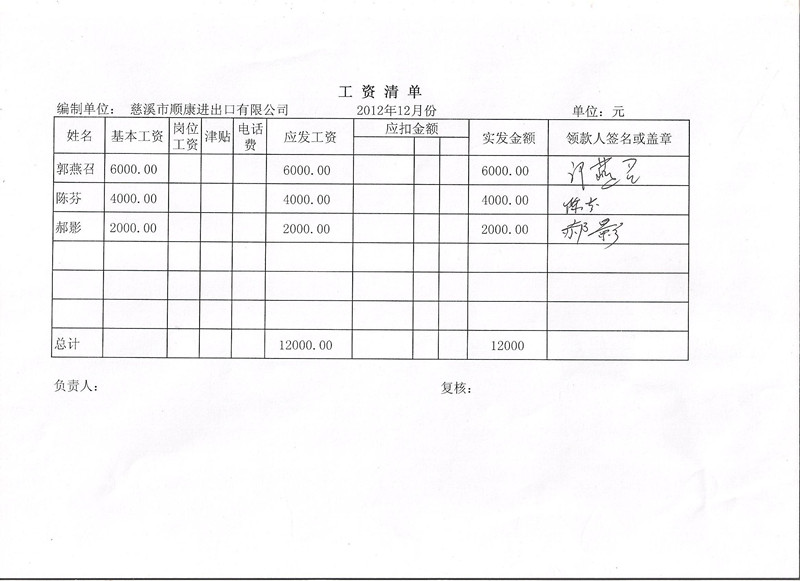 工资清单
编制单位： 慈溪市顺康进出口有限公司 2012年12月份 单位：元
姓名 基本工资 岗位工资 津贴 电话费 应发工资 应扣金额 实发金额 领款人签名或盖章
郭燕召 6000.00 6000.00 6000.00
陈芬 4000.00 4000.00 4000.00 陈芬
郝影 2000.00 2000.00 2000.00 郝影
总计 12000.00 12000
负责人： 复核：